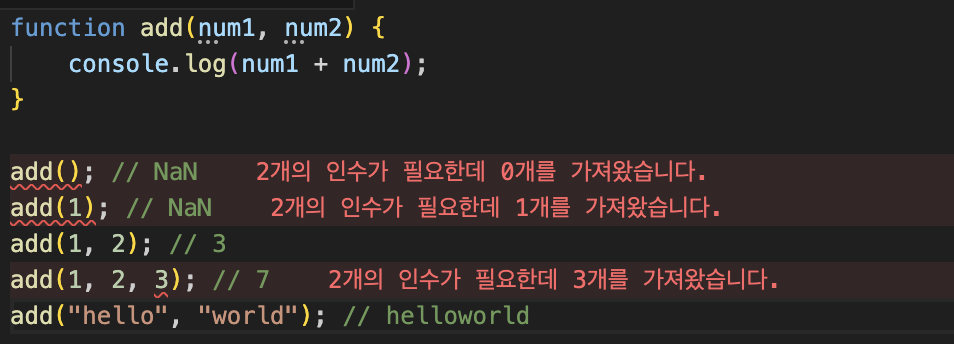 function add(num1, num2) {
console.log(num1 + num2);
}
add(); // NaN 2개의 인수가 필요한데 0개를 가져왔습니다.
add(1); // NaN 2개의 인수가 필요한데 1개를 가져왔습니다.
add(1, 2); // 3
add(1, 2, 3); // 7 2개의 인수가 필요한데 3개를 가져왔습니다.
add("hello", "world"); // helloworld